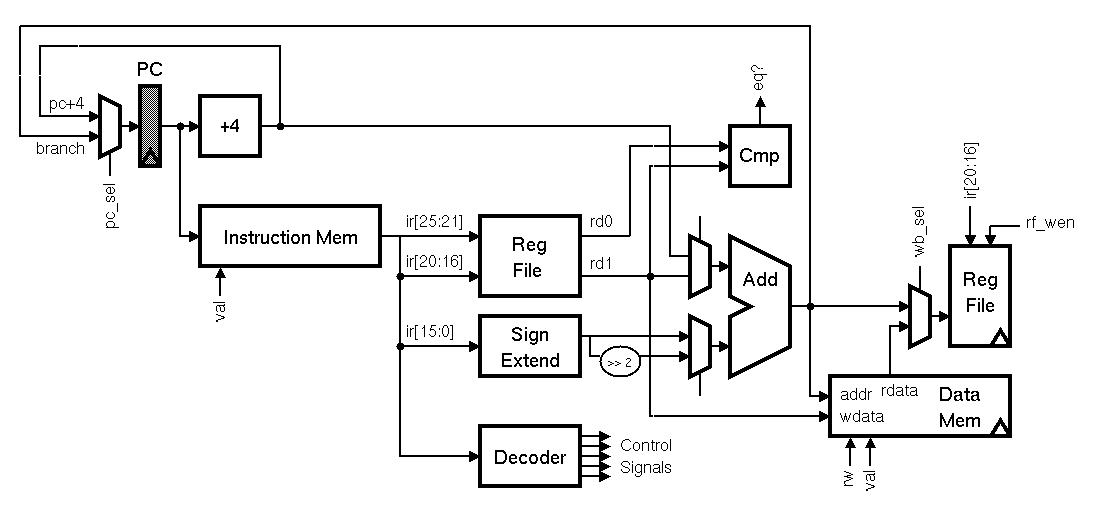 PC
pc+4
branch
pc_sel
+4
eq?
Cmp
Instruction Mem
val
ir[25:21]
ir[20:16]
ir[15:0]
Reg
File
rd0
rd1
Sign
Extend
>> 2
Decoder
Control
Signals
Add
wb_sel
ir[20:16]
rf_wen
Reg
File
addr
rdata
wdata
Data
Mem
rw
val